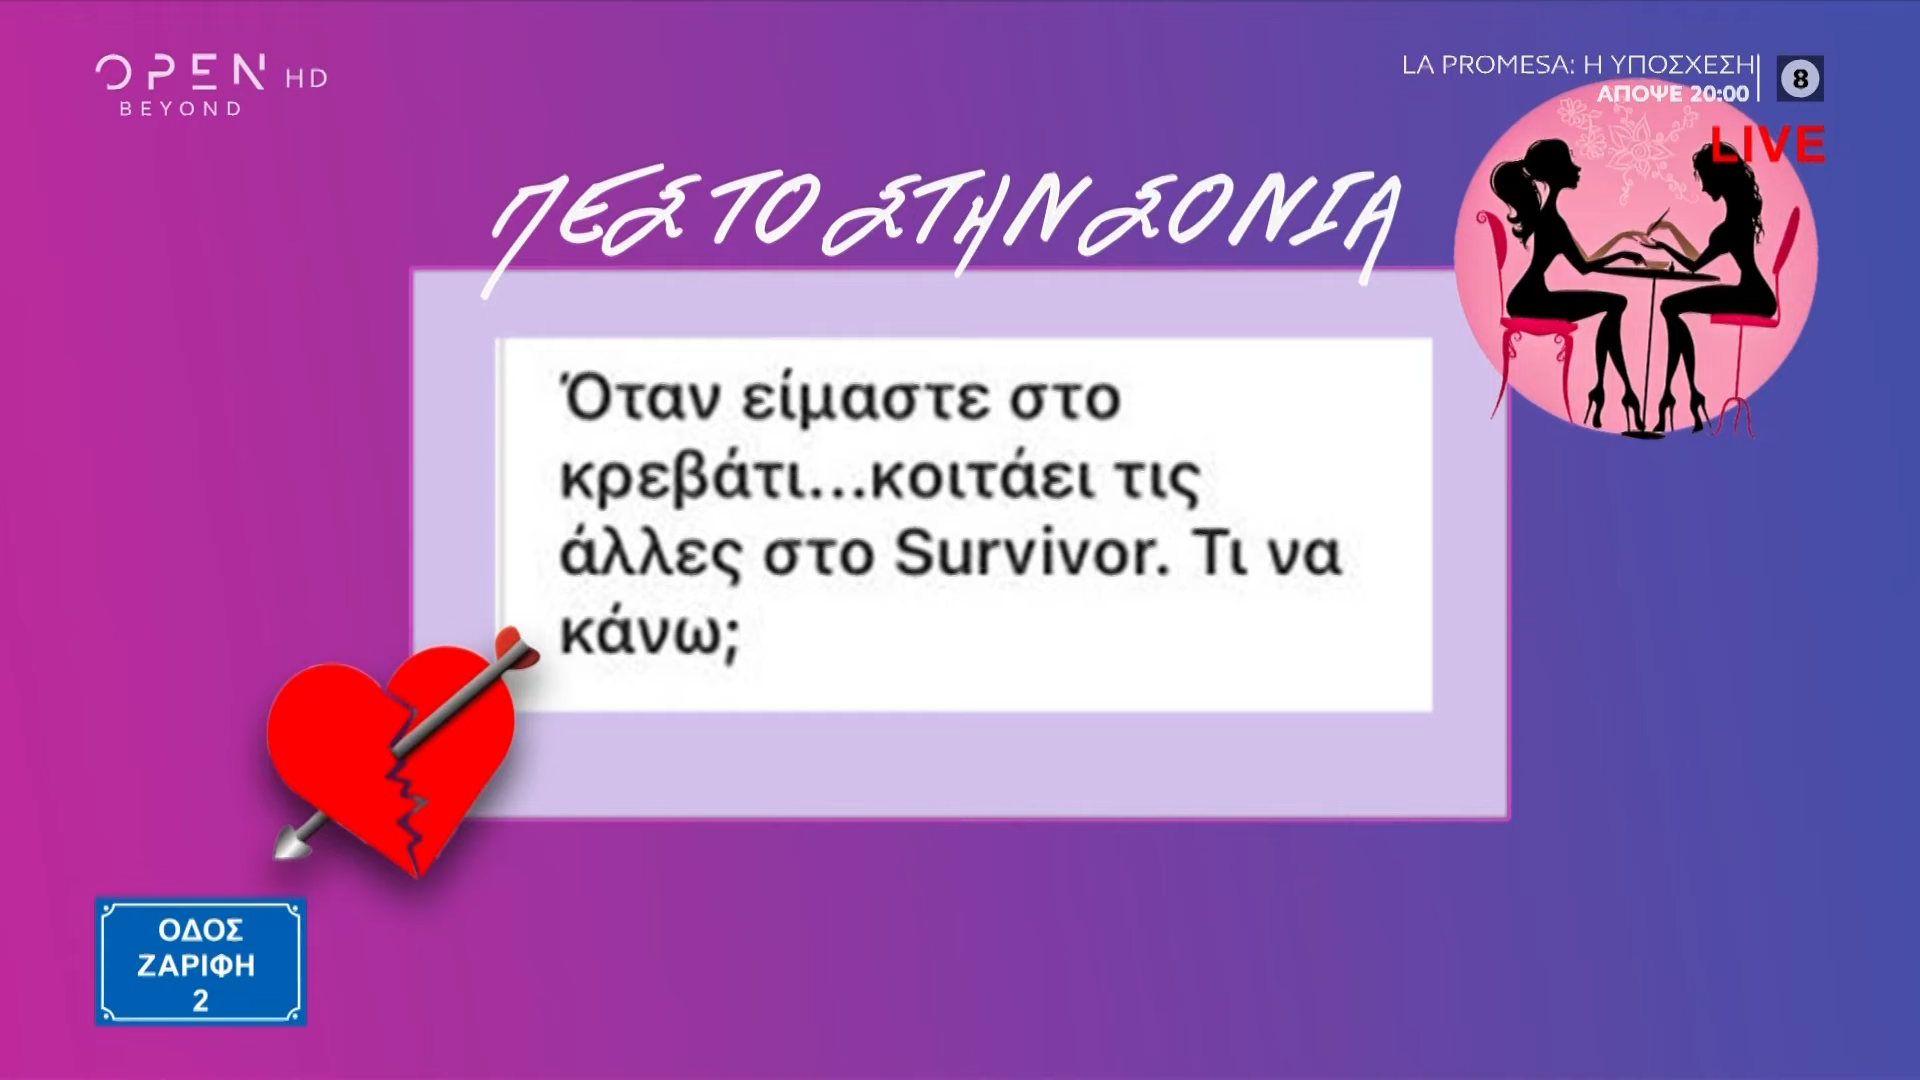 OPEN HD
BEYOND
LA PROMESA: Η ΥΠΟΣΧΕΣΗ
ΑΠΟΨΕ 20:00
8
LIVE
ΠΕΣ ΤΟ ΣΤΗΝ ΣΟΝΙΑ
Όταν είμαστε στο
κρεβάτι...κοιτάει τις
άλλες στο Survivor. Τι να
κάνω;
ΟΔΟΣ
ΖΑΡΙΦΗ
2